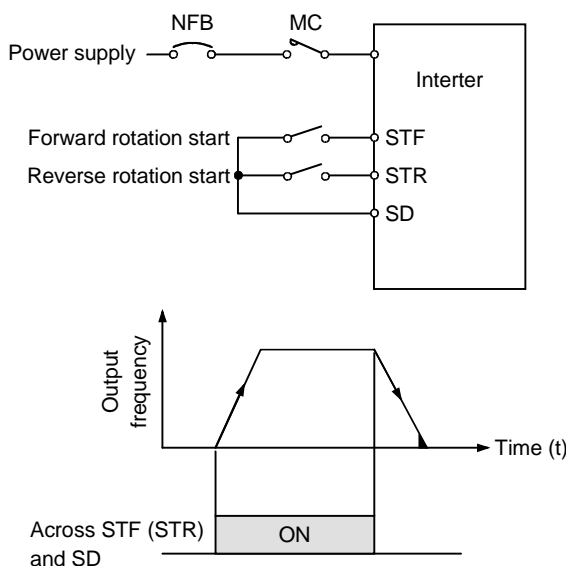 NFB
MC
Power supply
Interter
Forward rotation start
STF
Reverse rotation start
STR
SD
Output
frequency
Time (t)
Across STF (STR)
and SD
ON